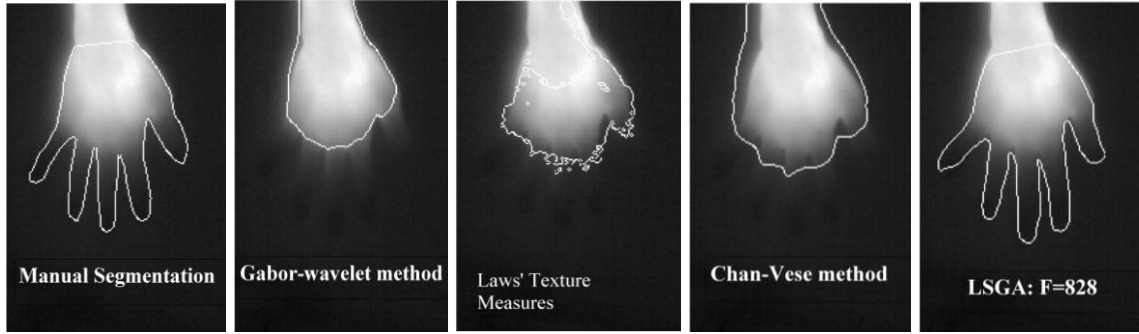 Manual Segmentation
Gabor-wavelet method
Laws' Texture
Measures
Chan-Vese method
LSGA: F=828